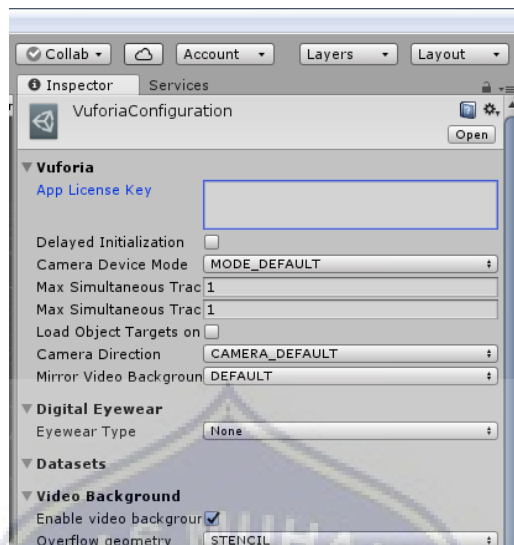 Collab Account Layers Layout
Inspector Services
VuforiaConfiguration
Open
Vuforia
App License Key
Delayed Initialization
Camera Device Mode MODE_DEFAULT
Max Simultaneous Trac 1
Max Simultaneous Trac 1
Load Object Targets on
Camera Direction CAMERA_DEFAULT
Mirror Video Backgroun DEFAULT
Digital Eyewear
Eyewear Type None
Datasets
Video Background
Enable video backgrour
Overflow geometry STENCIL